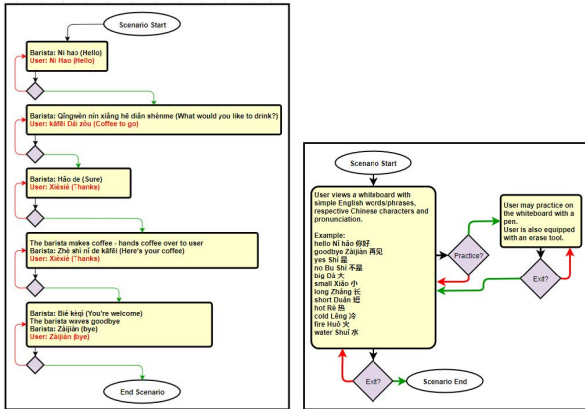 Scenario Start
Barista: Ni hao (Hello)
User: Ni Hao (Hello)
Barista: Qǐngwèn nín xiǎng hē diǎn shénme (What would you like to drink?)
User: kāfēi Dài zǒu (Coffee to go)
Barista: Hǎo de (Sure)
User: Xièxiè (Thanks)
The barista makes coffee - hands coffee over to user
Barista: Zhè shì nǐ de kāfēi (Here's your coffee)
User: Xièxiè (Thanks)
Barista: Bié kèqì (You're welcome)
The barista waves goodbye
Barista: Zàijiàn (bye)
User: Zàijiàn (bye)
End Scenario
Scenario Start
User views a whiteboard with
simple English words/phrases,
respective Chinese characters and
pronunciation.
Example:
hello Nǐ hǎo 你好
goodbye Zàijiàn 再见
yes Shì 是
no Bu Shì 不是
big Dà 大
small Xiǎo 小
long Zhǎng 长
short Duǎn 短
hot Rè 热
cold Lěng 冷
fire Huǒ 火
water Shuǐ 水
Practice?
User may practice on
the whiteboard with a
pen.
User is also equipped
with an erase tool.
Exit?
Exit?
Scenario End